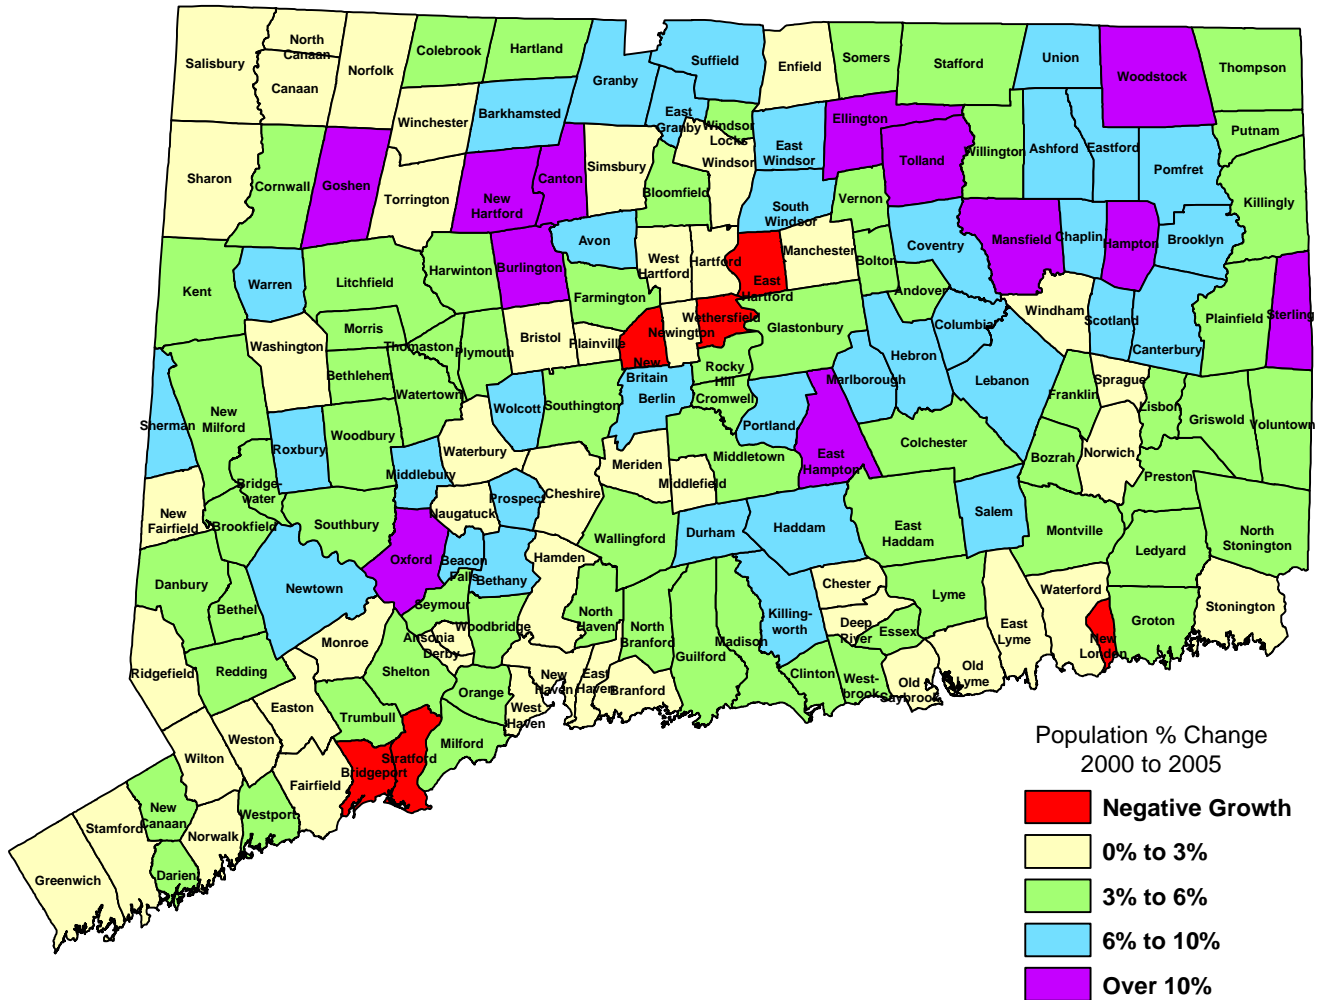 North
Canaan
Colebrook
Hartland
Salisbury
Canaan
Norfolk
Granby
Suffield
Enfield
Somers
Stafford
Union
Woodstock
Thompson
Winchester
Barkhamsted
East
Granby
Windsor
Locks
Windsor
East
Windsor
Ellington
Tolland
Willington
Ashford
Eastford
Pomfret
Putnam
Killingly
Sharon
Cornwall
Goshen
Torrington
New
Hartford
Canton
Simsbury
Bloomfield
South
Windsor
Vernon
Coventry
Mansfield
Chaplin
Hampton
Brooklyn
Kent
Warren
Litchfield
Harwinton
Burlington
Avon
Farmington
West
Hartford
Hartford
East
Hartford
Manchester
Bolton
Andover
Columbia
Windham
Scotland
Canterbury
Plainfield
Sterling
Washington
Morris
Bethlehem
Thomaston
Watertown
Plymouth
Bristol
Plainville
New
Britain
Newington
Wethersfield
Rocky
Hill
Cromwell
Glastonbury
Marlborough
Hebron
Lebanon
Franklin
Sprague
Lisbon
Griswold
Voluntown
Sherman
New
Milford
Roxbury
Woodbury
Wolcott
Southington
Berlin
Portland
East
Hampton
Colchester
Bozrah
Norwich
Preston
Bridge-
water
Middlebury
Waterbury
Cheshire
Meriden
Middlefield
Middletown
New
Fairfield
Brookfield
Southbury
Naugatuck
Prospect
Wallingford
Durham
Haddam
East
Haddam
Salem
Montville
Ledyard
North
Stonington
Danbury
Bethel
Newtown
Oxford
Beacon
Falls
Bethany
Hamden
Seymour
Woodbridge
North
Haven
North
Branford
Guilford
Madison
Killing-
worth
Chester
Deep
River
Essex
Lyme
East
Lyme
Waterford
New
London
Groton
Stonington
Ridgefield
Redding
Monroe
Ansonia
Derby
Shelton
Orange
New
Haven
East
Haven
Branford
West
Haven
Clinton
West-
brook
Old
Saybrook
Old
Lyme
Easton
Trumbull
Weston
Wilton
Milford
Stratford
Bridgeport
Fairfield
New
Canaan
Westport
Norwalk
Stamford
Darien
Greenwich
Population % Change
2000 to 2005
Negative Growth
0% to 3%
3% to 6%
6% to 10%
Over 10%